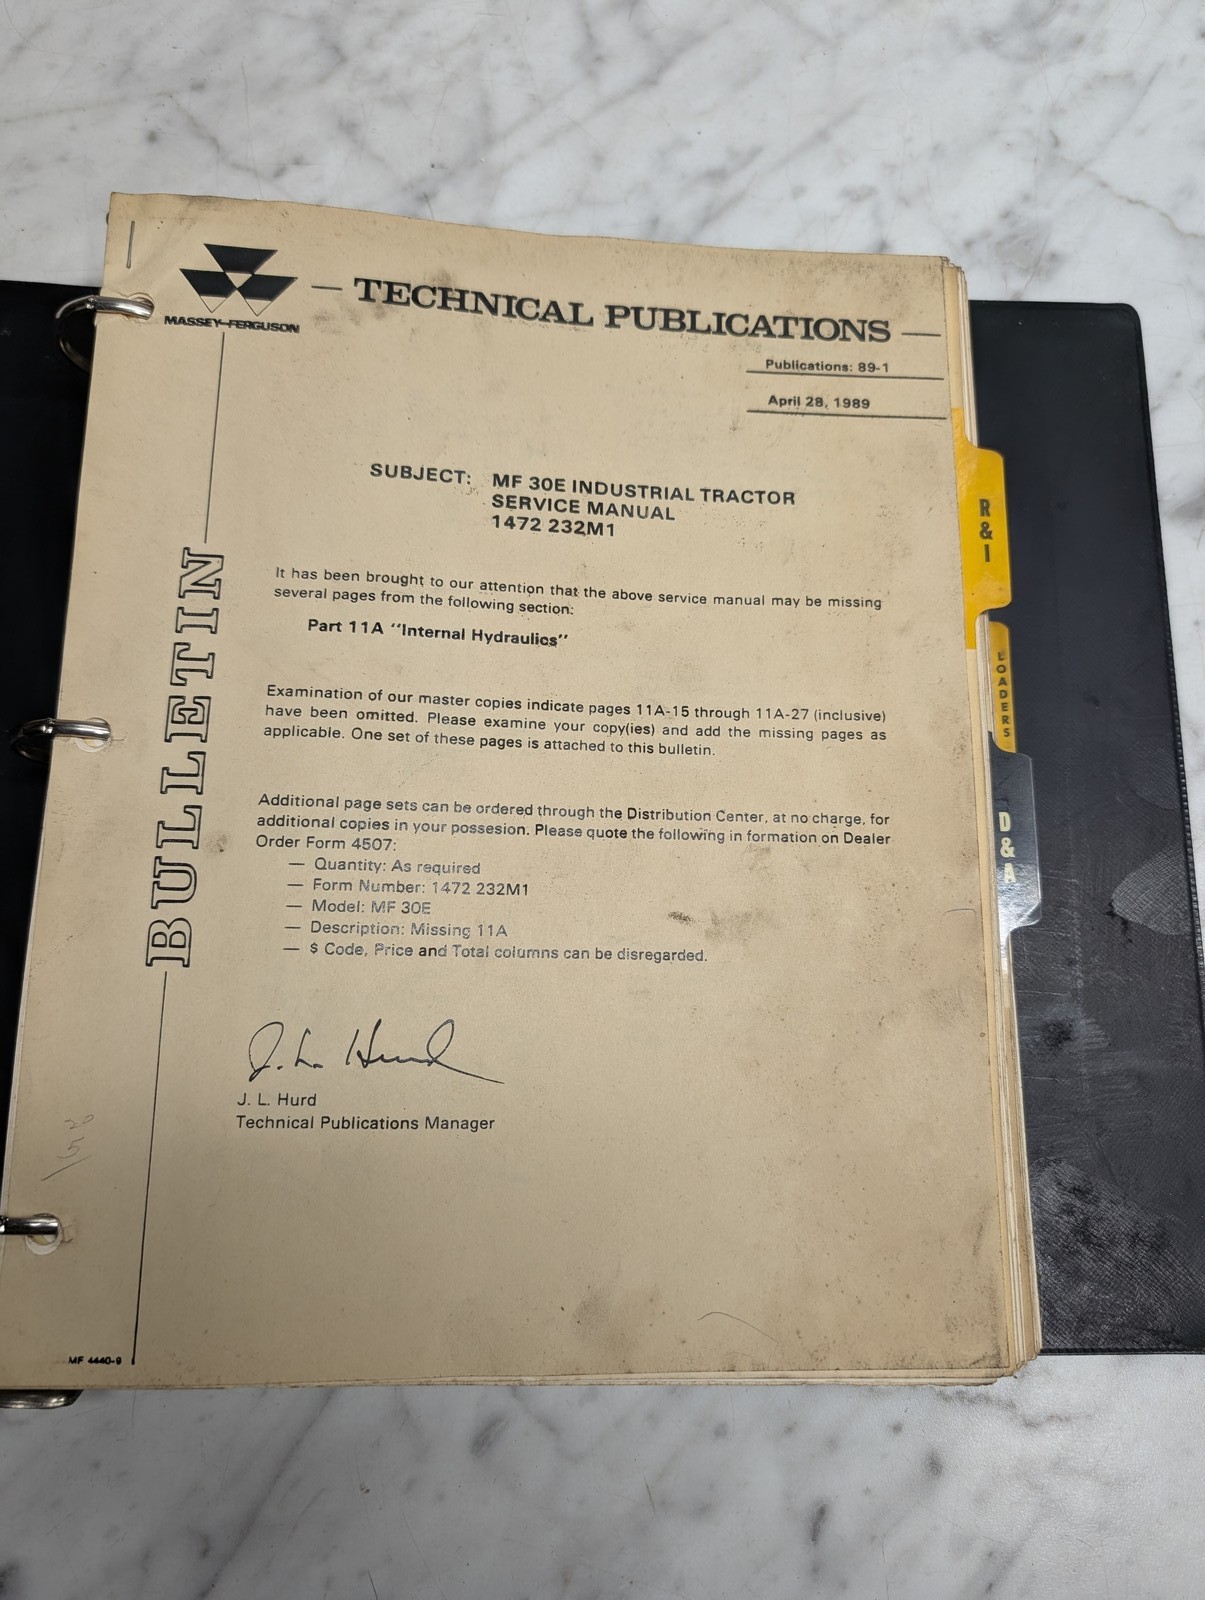 MASSEY-FERGUSON
— TECHNICAL PUBLICATIONS —
Publications: 89-1
April 28, 1989
SUBJECT: MF 30E INDUSTRIAL TRACTOR
SERVICE MANUAL
1472 232M1
It has been brought to our attention that the above service manual may be missing
several pages from the following section:
Part 11A "Internal Hydraulics"
Examination of our master copies indicate pages 11A-15 through 11A-27 (inclusive)
have been omitted. Please examine your copy(ies) and add the missing pages as
applicable. One set of these pages is attached to this bulletin.
Additional page sets can be ordered through the Distribution Center, at no charge, for
additional copies in your possesion. Please quote the following in formation on Dealer
Order Form 4507:
— Quantity: As required
— Form Number: 1472 232M1
— Model: MF 30E
— Description: Missing 11A
— $ Code, Price and Total columns can be disregarded.
J. L. Hurd
J. L. Hurd
Technical Publications Manager
BULLETIN
MF 4440-9
R&I
LOADERS
D&A